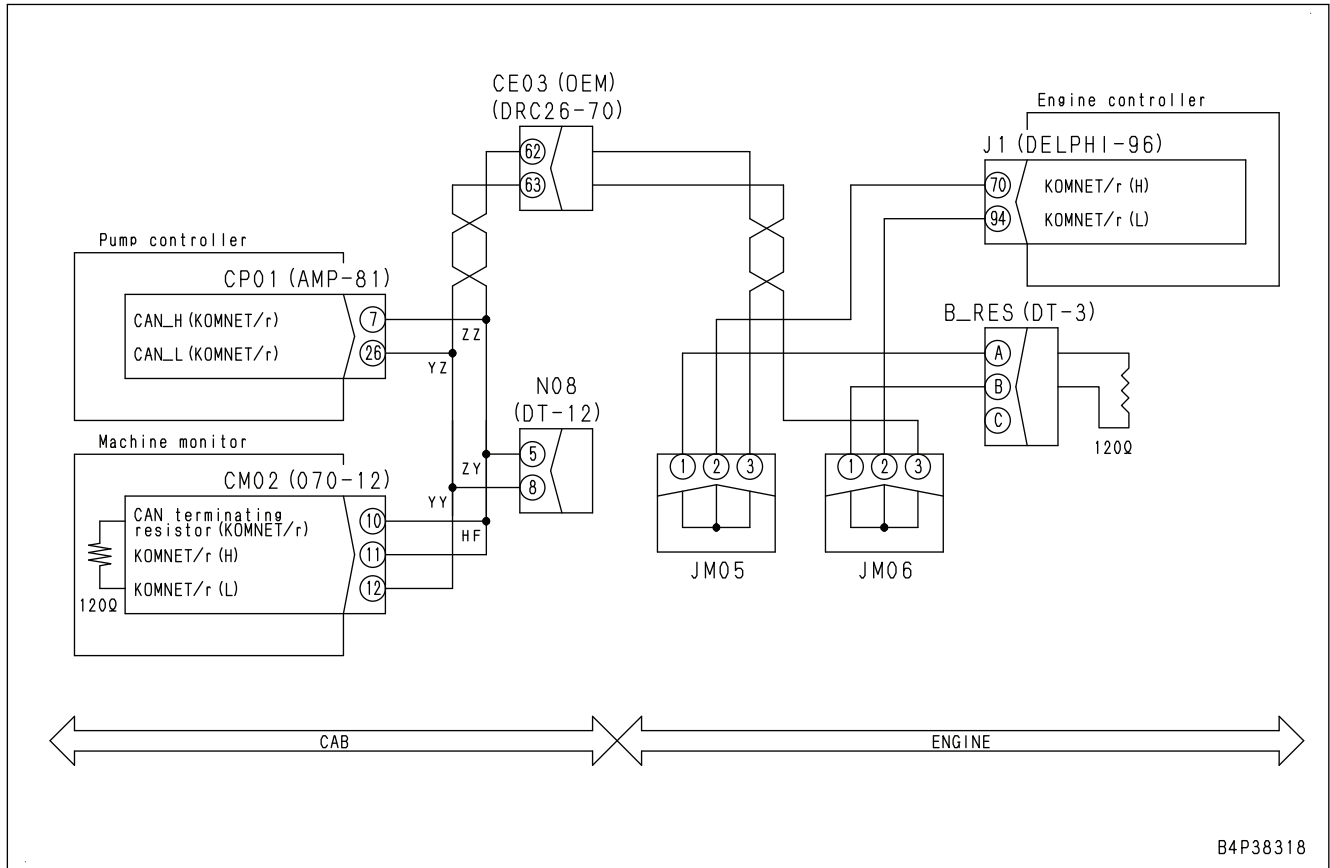 CE03 (OEM)
(DRC26-70)
62
63
Engine controller
J1 (DELPHI-96)
70
KOMNET/r (H)
94
KOMNET/r (L)
Pump controller
CP01 (AMP-81)
CAN_H (KOMNET/r)
7
CAN_L (KOMNET/r)
26
ZZ
YZ
B_RES (DT-3)
A
B
C
120Ω
N08
(DT-12)
5
8
ZY
YY
HF
Machine monitor
CM02 (070-12)
CAN terminating
resistor (KOMNET/r)
10
KOMNET/r (H)
11
KOMNET/r (L)
12
120Ω
1 2 3
JM05
1 2 3
JM06
CAB
ENGINE
B4P38318